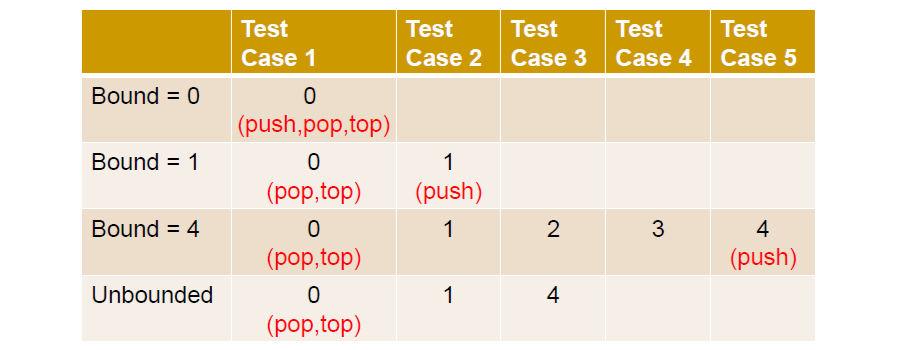 Test Case 1 Test Case 2 Test Case 3 Test Case 4 Test Case 5
Bound = 0 0
(push,pop,top)
Bound = 1 0 1
(pop,top) (push)
Bound = 4 0 1 2 3 4
(pop,top) (push)
Unbounded 0 1 4
(pop,top)